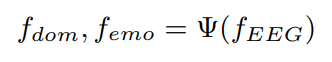 f_{dom}, f_{emo} = Ψ(f_{EEG})